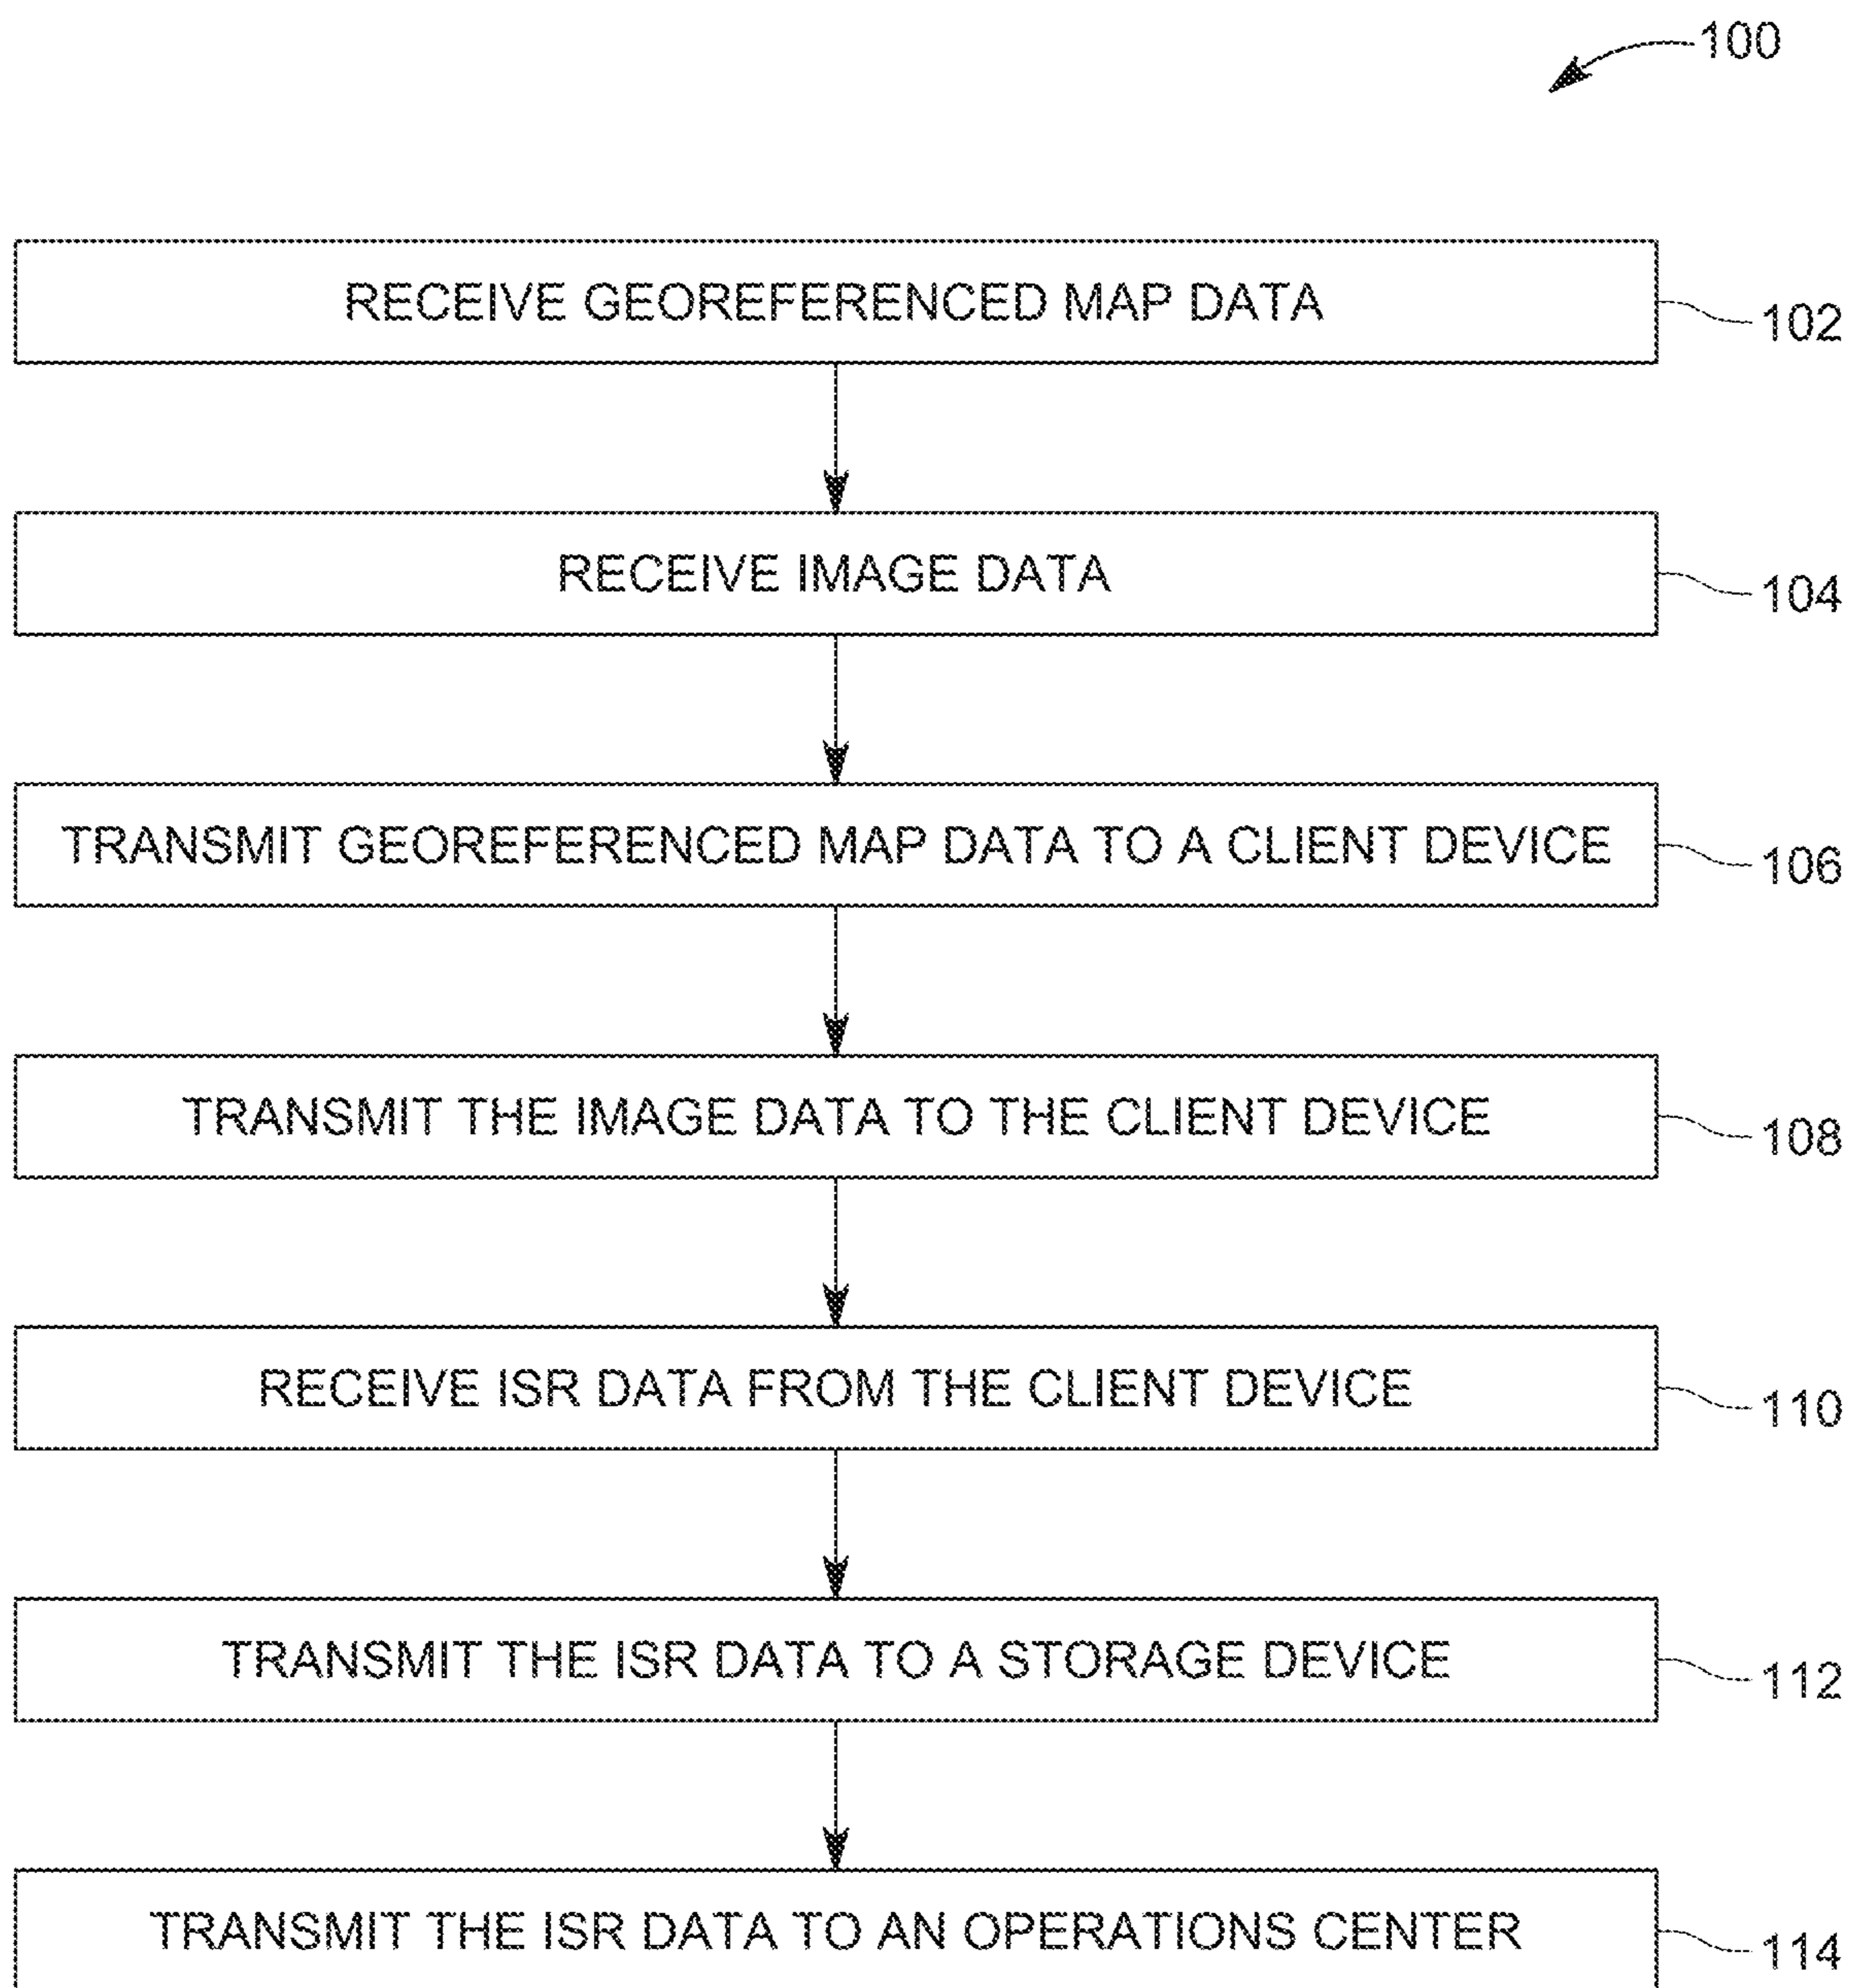 100
RECEIVE GEOREFERENCED MAP DATA
102
RECEIVE IMAGE DATA
104
TRANSMIT GEOREFERENCED MAP DATA TO A CLIENT DEVICE
106
TRANSMIT THE IMAGE DATA TO THE CLIENT DEVICE
108
RECEIVE ISR DATA FROM THE CLIENT DEVICE
110
TRANSMIT THE ISR DATA TO A STORAGE DEVICE
112
TRANSMIT THE ISR DATA TO AN OPERATIONS CENTER
114